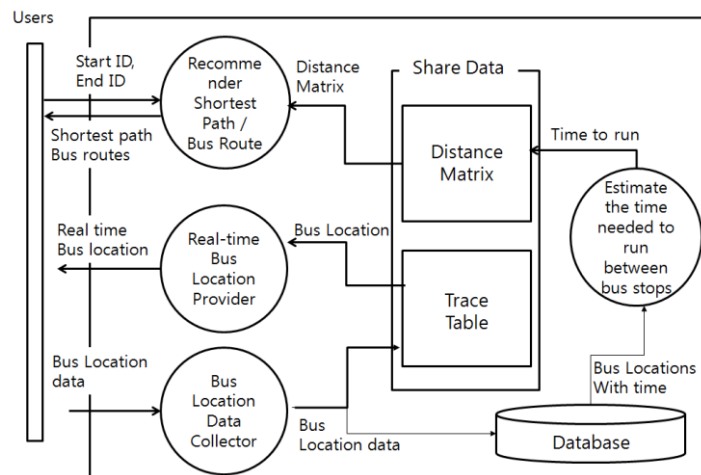 Users
Start ID,
End ID
Shortest path
Bus routes
Recomme
nder
Shortest
Path /
Bus Route
Distance
Matrix
Share Data
Distance
Matrix
Time to run
Estimate
the time
needed to
run
between
bus stops
Real time
Bus location
Real-time
Bus
Location
Provider
Bus Location
Trace
Table
Bus Location
data
Bus
Location
Data
Collector
Bus
Location data
Bus Locations
With time
Database